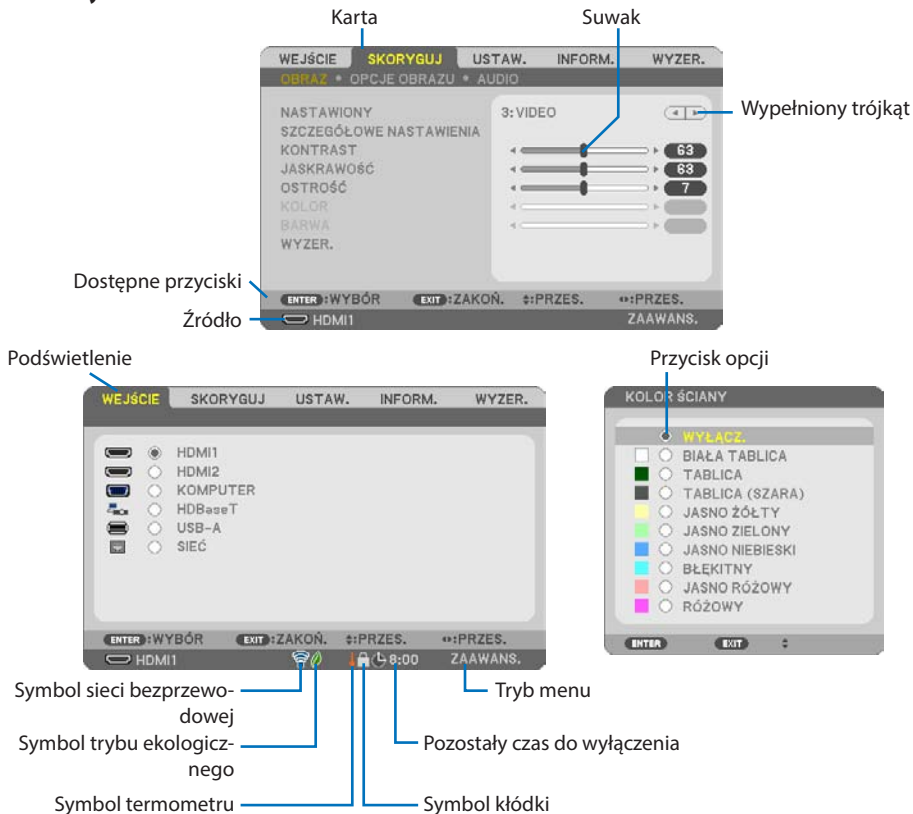 Karta
Suwak
WEJŚCIE SKORYGUJ USTAW. INFORM. WYZER.
OBRAZ • OPCJE OBRAZU • AUDIO
NASTAWIONY 3:VIDEO
Wypełniony trójkąt
SZCZEGÓŁOWE NASTAWIENIA
KONTRAST 63
JASKRAWOŚĆ 63
OSTROŚĆ 7
KOLOR
BARWA
WYZER.
Dostępne przyciski
ENTER :WYBÓR EXIT :ZAKOŃ. :PRZES. :PRZES.
Źródło
HDMI1 ZAAWANS.
Podświetlenie
Przycisk opcji
WEJŚCIE SKORYGUJ USTAW. INFORM. WYZER.
HDMI1
HDMI2
KOMPUTER
HDBaseT
USB-A
SIEĆ
ENTER :WYBÓR EXIT :ZAKOŃ. :PRZES. :PRZES.
HDMI1 8:00 ZAAWANS.
KOLOR ŚCIANY
WYŁĄCZ.
BIAŁA TABLICA
TABLICA
TABLICA (SZARA)
JASNO ŻÓŁTY
JASNO ZIELONY
JASNO NIEBIESKI
BŁĘKITNY
JASNO RÓŻOWY
RÓŻOWY
ENTER EXIT
Symbol sieci bezprzewo-
dowej
Tryb menu
Symbol trybu ekologicz-
nego
Pozostały czas do wyłączenia
Symbol termometru
Symbol kłódki